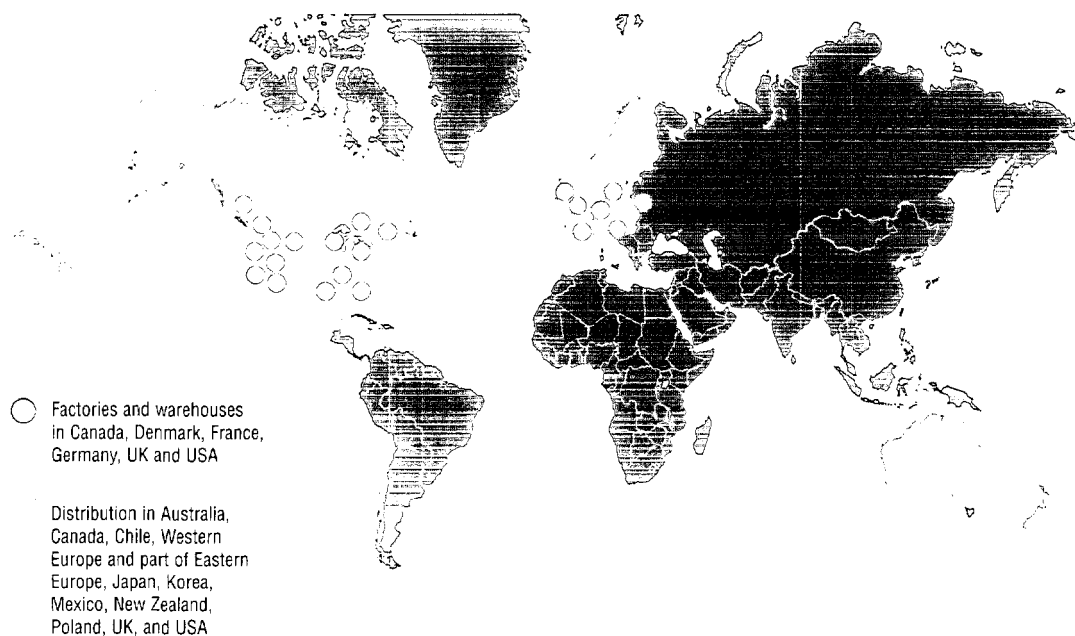 Factories and warehouses
in Canada, Denmark, France,
Germany, UK and USA
Distribution in Australia,
Canada, Chile, Western
Europe and part of Eastern
Europe, Japan, Korea,
Mexico, New Zealand,
Poland, UK, and USA